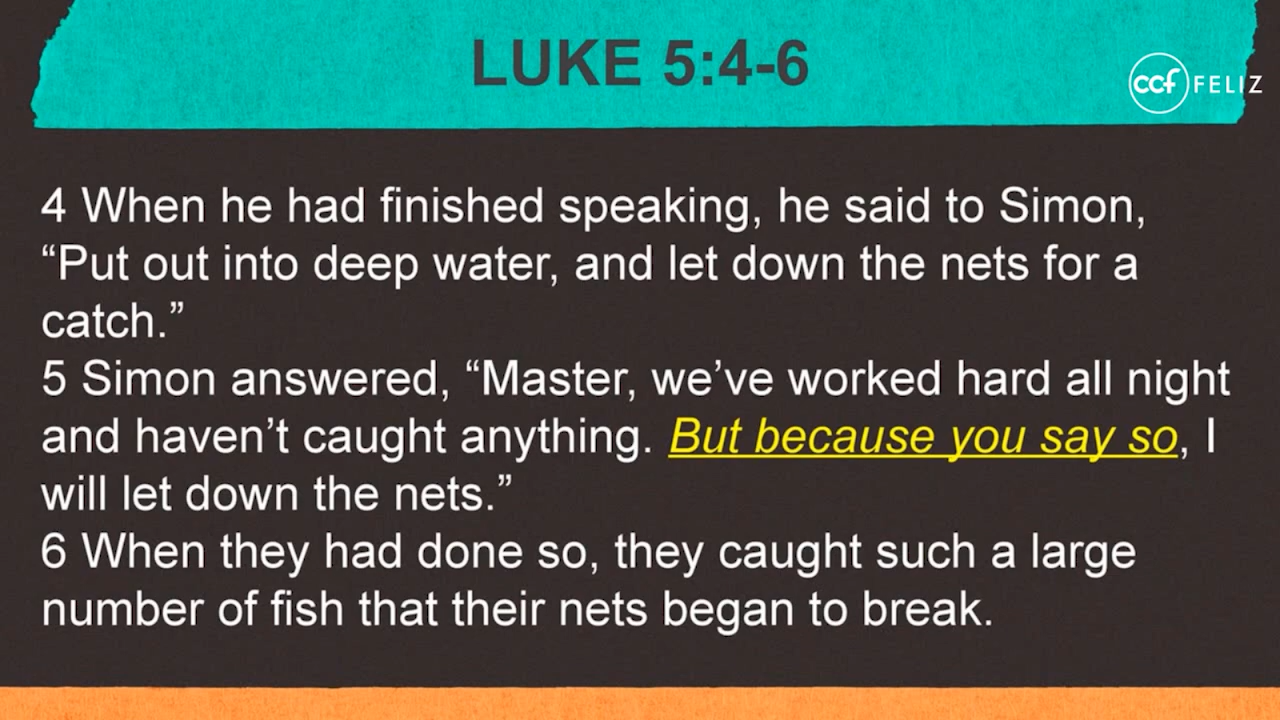 LUKE 5:4-6
ccf FELIZ
4 When he had finished speaking, he said to Simon,
“Put out into deep water, and let down the nets for a
catch.”
5 Simon answered, “Master, we’ve worked hard all night
and haven’t caught anything. But because you say so, I
will let down the nets.”
6 When they had done so, they caught such a large
number of fish that their nets began to break.